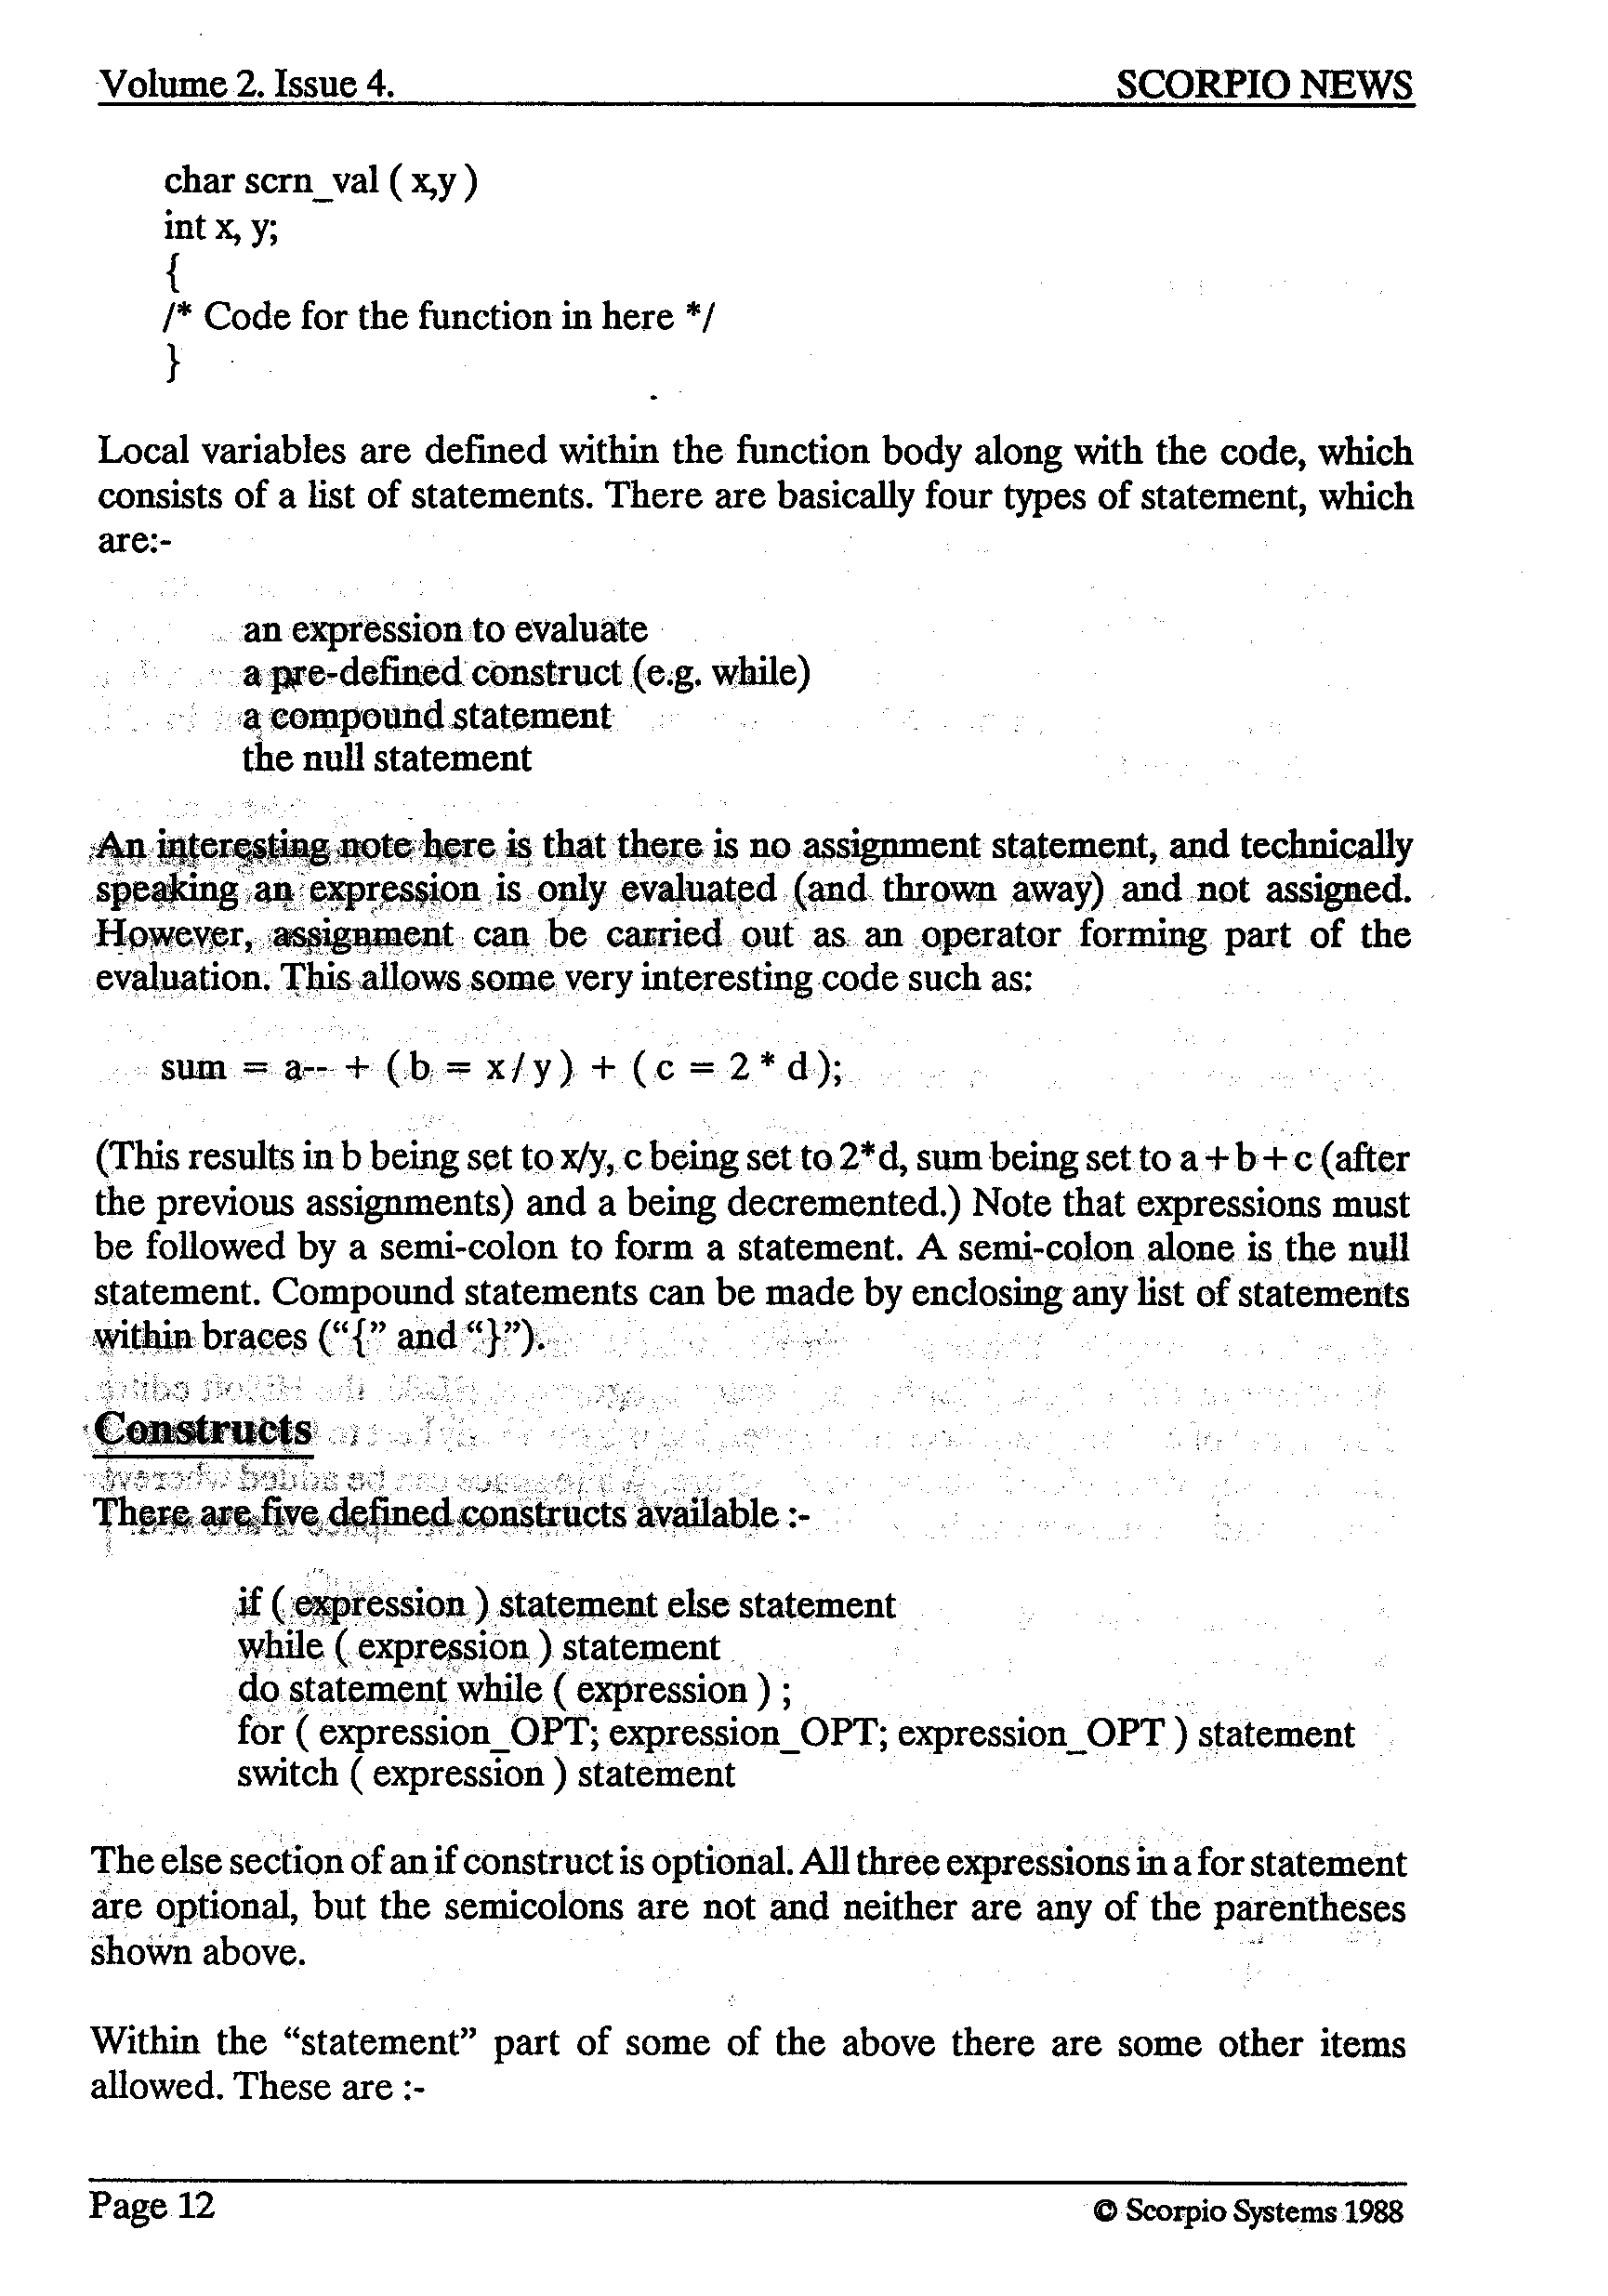 Volume 2. Issue 4. SCORPIO NEWS
char scrn_val ( x,y )
int x, y;
{
/* Code for the function in here */
}
Local variables are defined within the function body along with the code, which
consists of a list of statements. There are basically four types of statement, which
are:-
an expression to evaluate
a pre-defined construct (e.g. while)
a compound statement
the null statement
An interesting note here is that there is no assignment statement, and technically
speaking an expression is only evaluated (and thrown away) and not assigned.
However, assignment can be carried out as an operator forming part of the
evaluation. This allows some very interesting code such as:
sum = a-- + ( b = x / y ) + ( c = 2 * d );
(This results in b being set to x/y, c being set to 2*d, sum being set to a + b + c (after
the previous assignments) and a being decremented.) Note that expressions must
be followed by a semi-colon to form a statement. A semi-colon alone is the null
statement. Compound statements can be made by enclosing any list of statements
within braces (“{” and “}”).
Constructs
There are five defined constructs available :-
if ( expression ) statement else statement
while ( expression ) statement
do statement while ( expression ) ;
for ( expression_OPT; expression_OPT; expression_OPT ) statement
switch ( expression ) statement
The else section of an if construct is optional. All three expressions in a for statement
are optional, but the semicolons are not and neither are any of the parentheses
shown above.
Within the “statement” part of some of the above there are some other items
allowed. These are :-
Page 12 © Scorpio Systems 1988